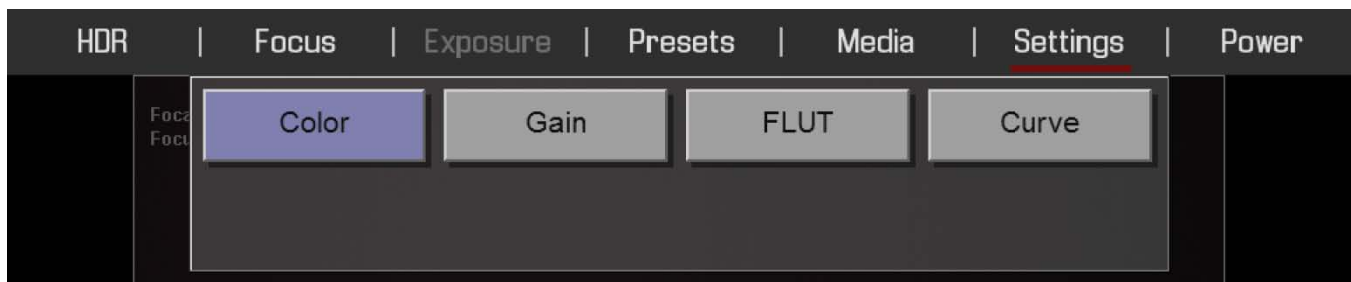 HDR | Focus | Exposure | Presets | Media | Settings | Power
Color Gain FLUT Curve